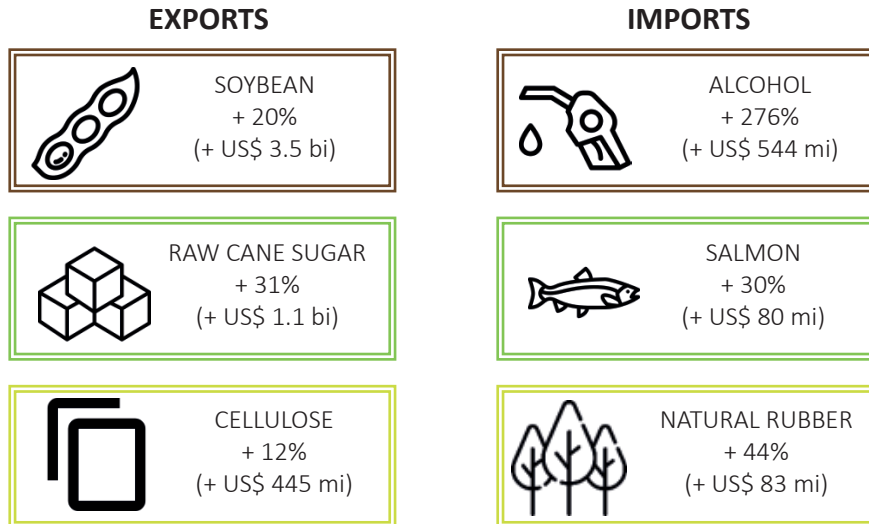 EXPORTS
SOYBEAN
+ 20%
(+ US$ 3.5 bi)
RAW CANE SUGAR
+ 31%
(+ US$ 1.1 bi)
CELLULOSE
+ 12%
(+ US$ 445 mi)
IMPORTS
ALCOHOL
+ 276%
(+ US$ 544 mi)
SALMON
+ 30%
(+ US$ 80 mi)
NATURAL RUBBER
+ 44%
(+ US$ 83 mi)